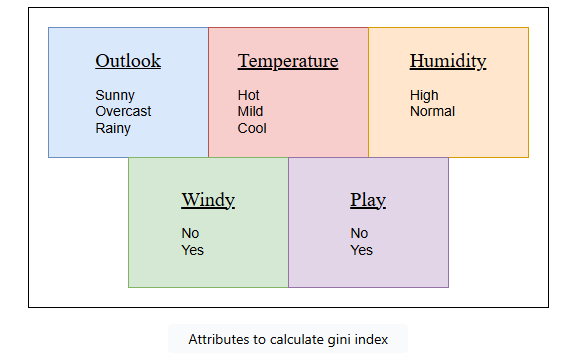 Outlook
Sunny
Overcast
Rainy
Temperature
Hot
Mild
Cool
Humidity
High
Normal
Windy
No
Yes
Play
No
Yes
Attributes to calculate gini index